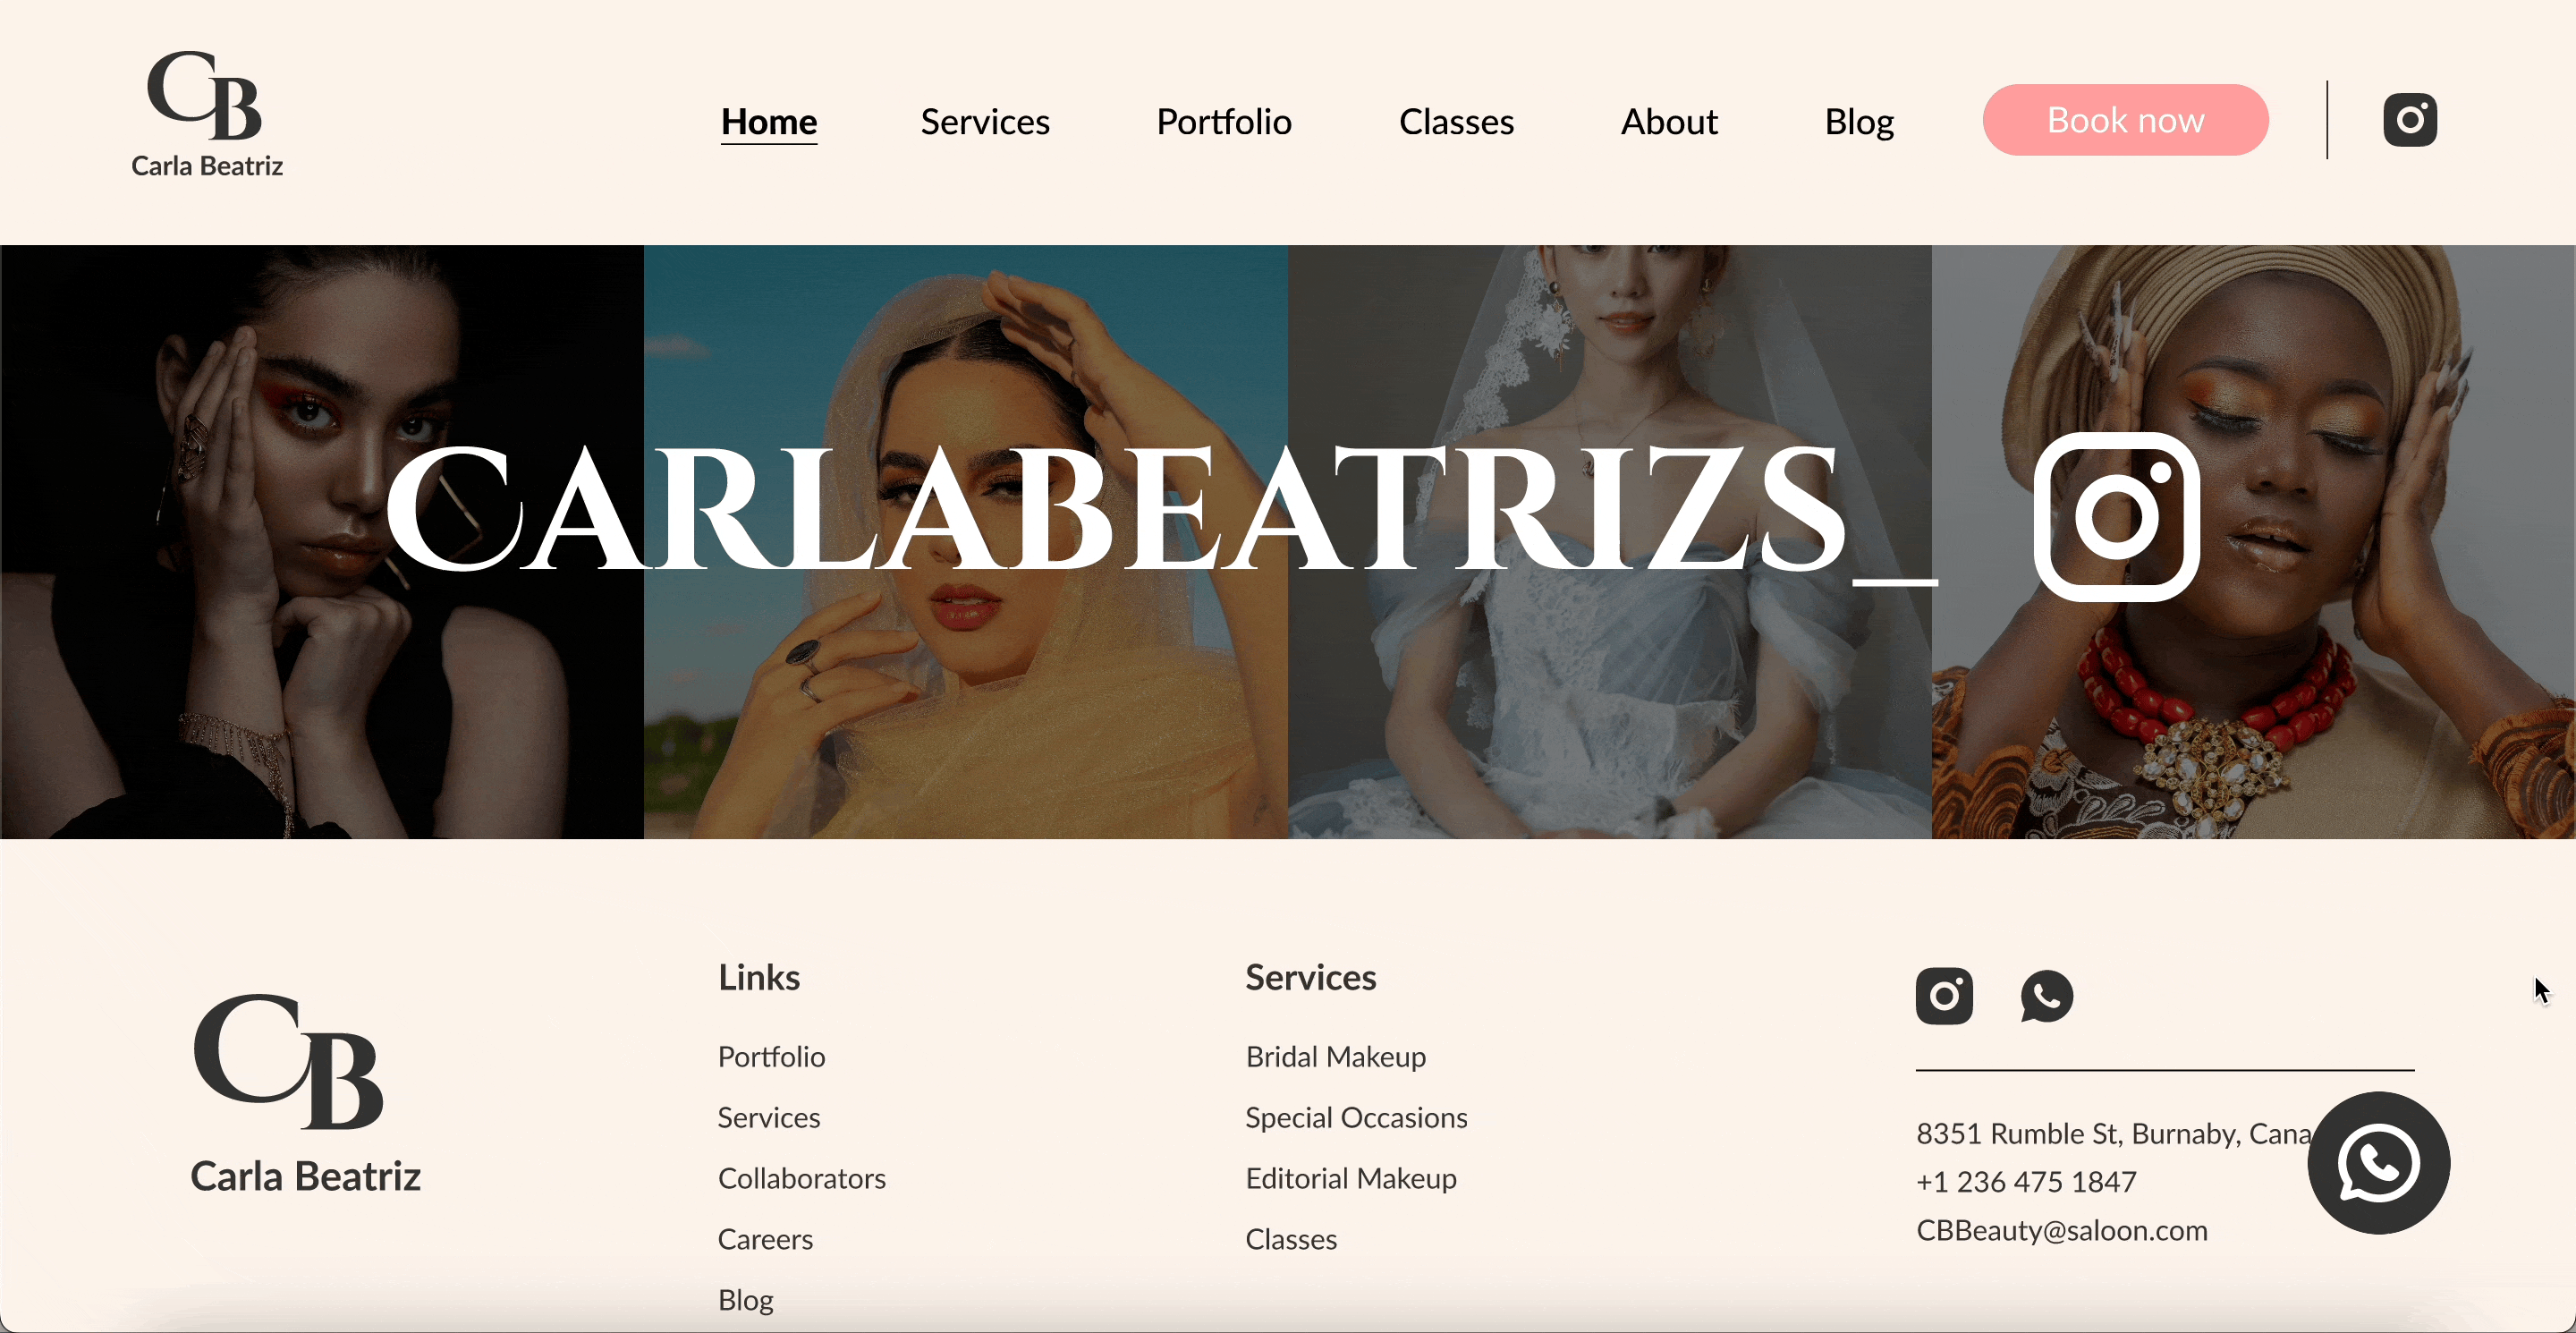 CB
Carla Beatriz
Home Services Portfolio Classes About Blog Book now
CARLABEATRIZS_
CB
Carla Beatriz
Links
Portfolio
Services
Collaborators
Careers
Blog
Services
Bridal Makeup
Special Occasions
Editorial Makeup
Classes
8351 Rumble St, Burnaby, Cana
+1 236 475 1847
CBBeauty@saloon.com